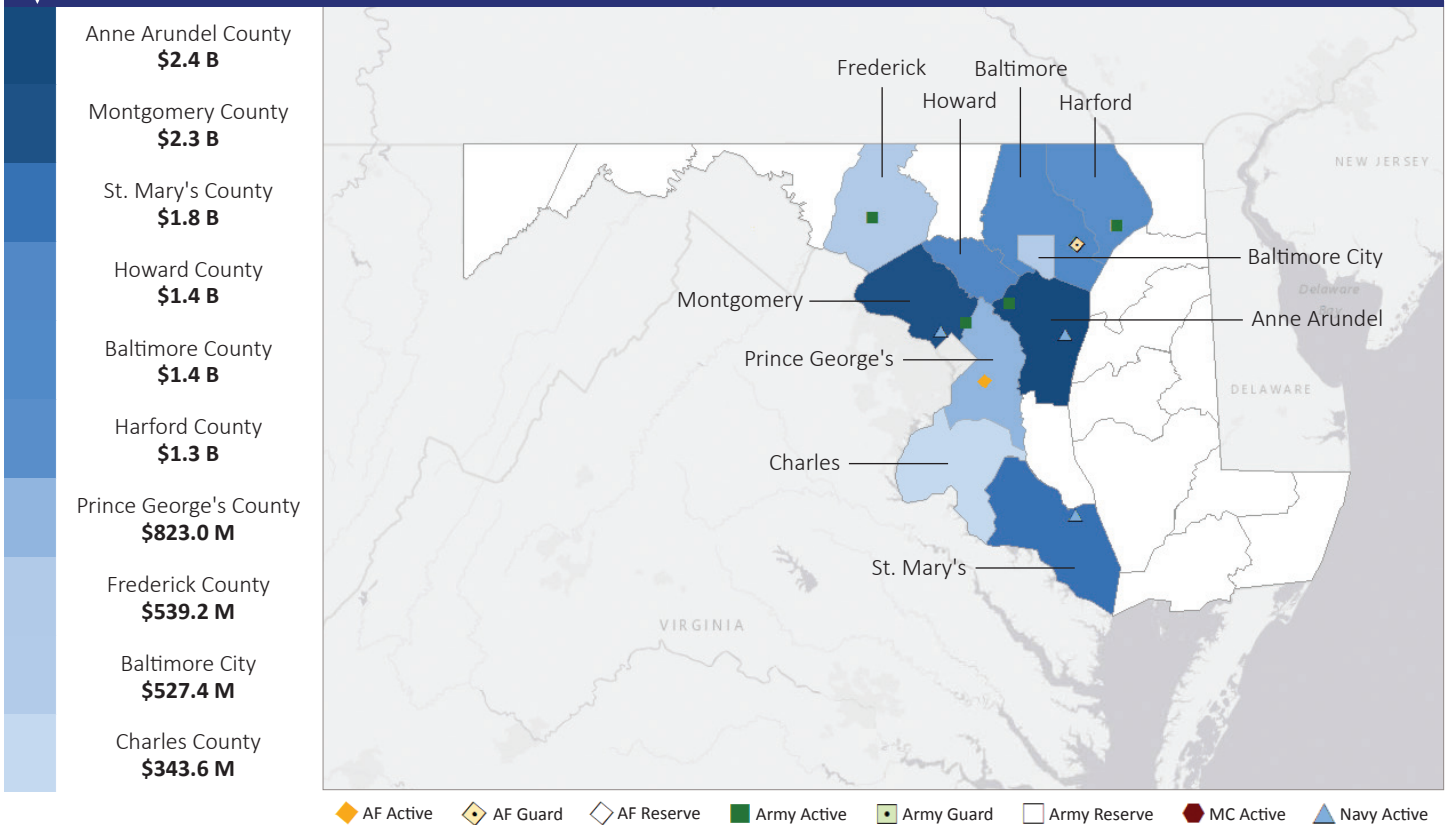 Anne Arundel County
$2.4 B
Montgomery County
$2.3 B
St. Mary's County
$1.8 B
Howard County
$1.4 B
Baltimore County
$1.4 B
Harford County
$1.3 B
Prince George's County
$823.0 M
Frederick County
$539.2 M
Baltimore City
$527.4 M
Charles County
$343.6 M
Frederick
Baltimore
Howard
Harford
NEW JERSEY
Baltimore City
Delaware
Bay
Montgomery
Anne Arundel
Prince George's
DELAWARE
Charles
St. Mary's
VIRGINIA
AF Active
AF Guard
AF Reserve
Army Active
Army Guard
Army Reserve
MC Active
Navy Active